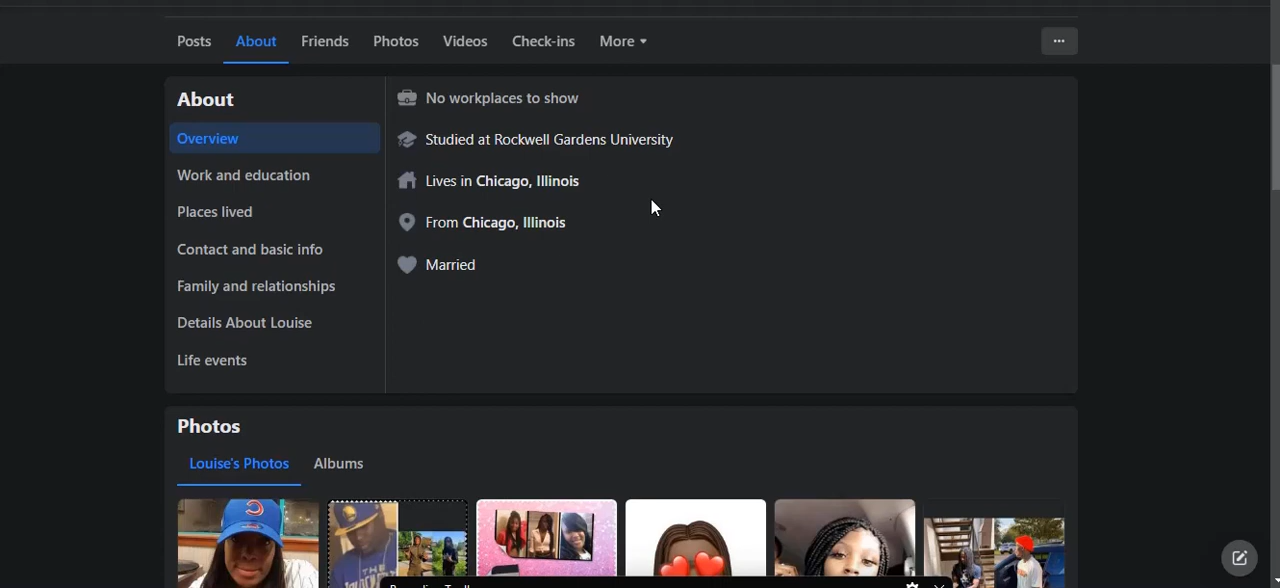 Posts About Friends Photos Videos Check-ins More
About
Overview
Work and education
Places lived
Contact and basic info
Family and relationships
Details About Louise
Life events
No workplaces to show
Studied at Rockwell Gardens University
Lives in Chicago, Illinois
From Chicago, Illinois
Married
Photos
Louise's Photos Albums